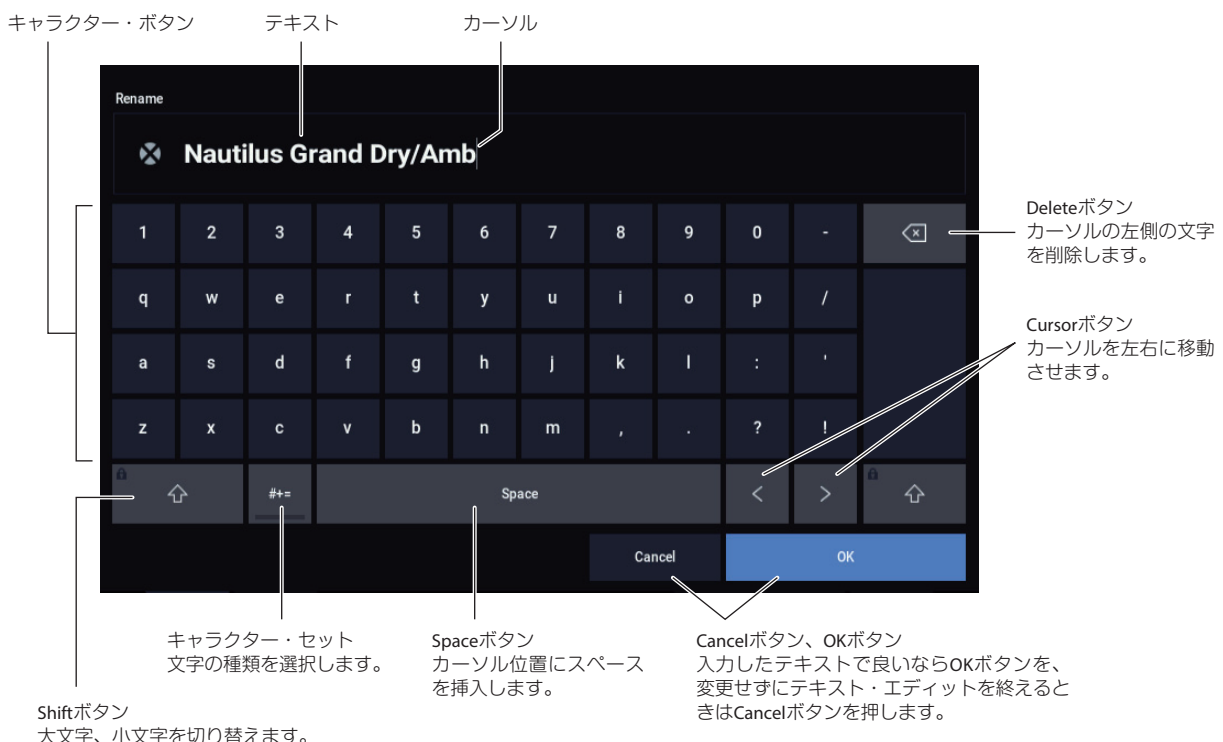 キャラクター・ボタン テキスト カーソル
Rename
Nautilus Grand Dry/Amb
1 2 3 4 5 6 7 8 9 0 -
q w e r t y u i o p /
a s d f g h j k l : '
z x c v b n m , . ? !
#+= Space < >
Cancel OK
Deleteボタン
カーソルの左側の文字
を削除します。
Cursorボタン
カーソルを左右に移動
させます。
キャラクター・セット
文字の種類を選択します。
Spaceボタン
カーソル位置にスペース
を挿入します。
Cancelボタン、OKボタン
入力したテキストで良いならOKボタンを、
変更せずにテキスト・エディットを終えると
きはCancelボタンを押します。
Shiftボタン
大文字、小文字を切り替えます。